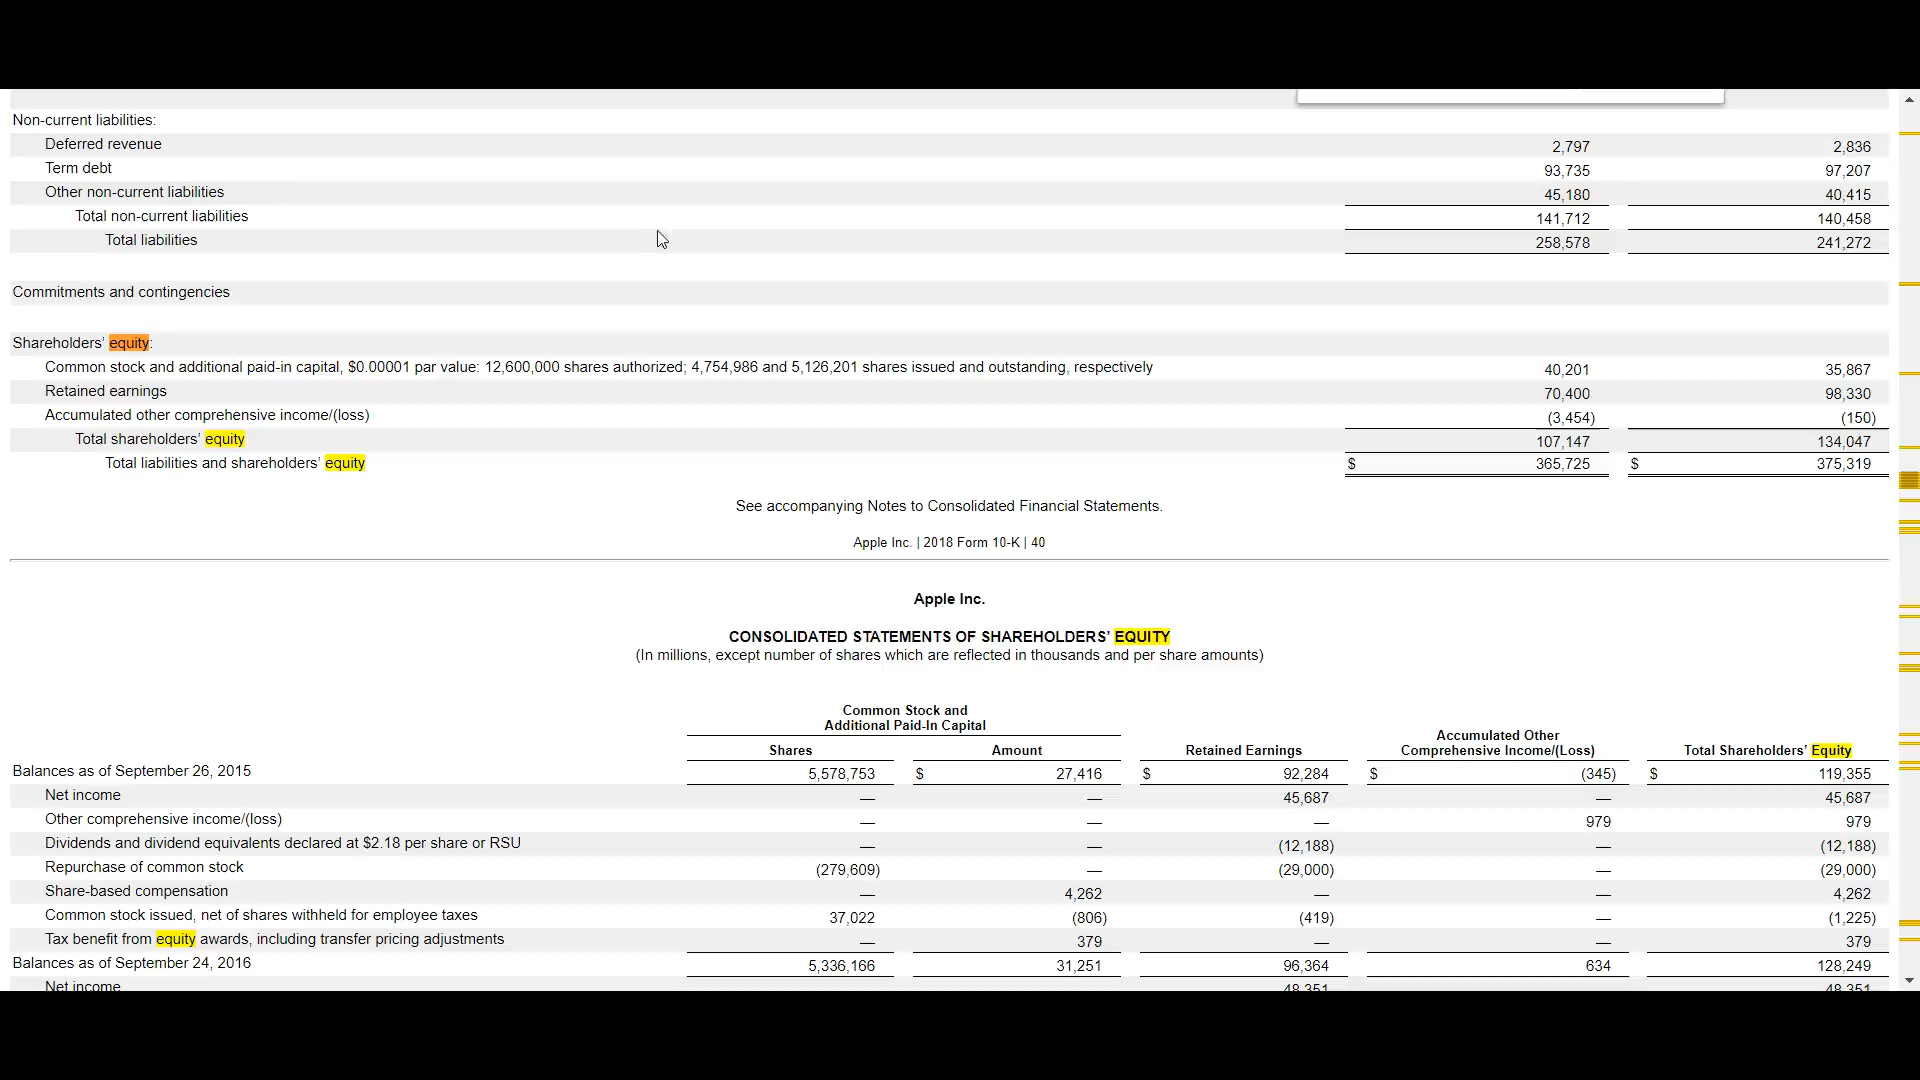 Non-current liabilities:
Deferred revenue 2,797 2,836
Term debt 93,735 97,207
Other non-current liabilities 45,180 40,415
Total non-current liabilities 141,712 140,458
Total liabilities 258,578 241,272
Commitments and contingencies
Shareholders’ equity:
Common stock and additional paid-in capital, $0.00001 par value: 12,600,000 shares authorized; 4,754,986 and 5,126,201 shares issued and outstanding, respectively 40,201 35,867
Retained earnings 70,400 98,330
Accumulated other comprehensive income/(loss) (3,454) (150)
Total shareholders’ equity 107,147 134,047
Total liabilities and shareholders’ equity $ 365,725 $ 375,319
See accompanying Notes to Consolidated Financial Statements.
Apple Inc. | 2018 Form 10-K | 40
Apple Inc.
CONSOLIDATED STATEMENTS OF SHAREHOLDERS’ EQUITY
(In millions, except number of shares which are reflected in thousands and per share amounts)
Common Stock and
Additional Paid-In Capital
Accumulated Other
Shares Amount Retained Earnings Comprehensive Income/(Loss) Total Shareholders’ Equity
Balances as of September 26, 2015 5,578,753 $ 27,416 $ 92,284 $ (345) $ 119,355
Net income — — 45,687 — 45,687
Other comprehensive income/(loss) — — — 979 979
Dividends and dividend equivalents declared at $2.18 per share or RSU — — (12,188) — (12,188)
Repurchase of common stock (279,609) — (29,000) — (29,000)
Share-based compensation — 4,262 — — 4,262
Common stock issued, net of shares withheld for employee taxes 37,022 (806) (419) — (1,225)
Tax benefit from equity awards, including transfer pricing adjustments — 379 — — 379
Balances as of September 24, 2016 5,336,166 31,251 96,364 634 128,249
Net income 48,351 48,351